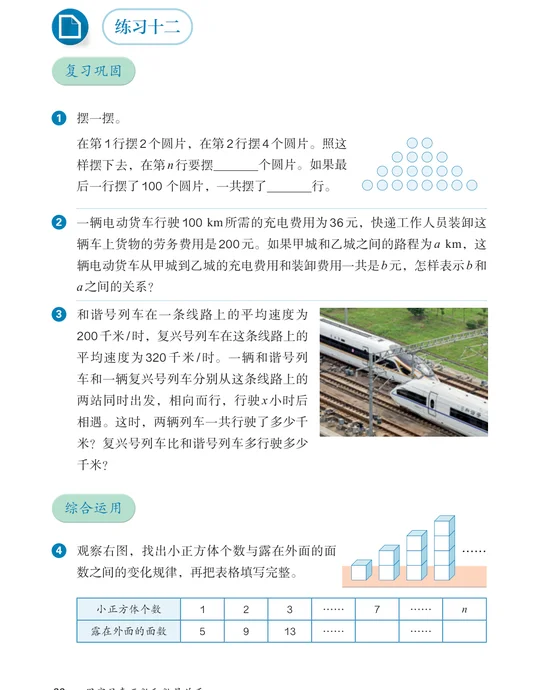 练习十二
复习巩固
1 摆一摆。
在第1行摆2个圆片，在第2行摆4个圆片。照这
样摆下去，在第n行要摆______个圆片。如果最
后一行摆了100 个圆片，一共摆了______行。
2 一辆电动货车行驶100 km所需的充电费用为36元，快递工作人员装卸这
辆车上货物的劳务费用是200元。如果甲城和乙城之间的路程为a km，这
辆电动货车从甲城到乙城的充电费用和装卸费用一共是b元，怎样表示b和
a之间的关系？
3 和谐号列车在一条线路上的平均速度为
200千米/时，复兴号列车在这条线路上的
平均速度为320千米/时。一辆和谐号列
车和一辆复兴号列车分别从这条线路上的
两站同时出发，相向而行，行驶x小时后
相遇。这时，两辆列车一共行驶了多少千
米？复兴号列车比和谐号列车多行驶多少
千米？
综合运用
4 观察右图，找出小正方体个数与露在外面的面
数之间的变化规律，再把表格填写完整。
……
小正方体个数 1 2 3 …… 7 …… n
露在外面的面数 5 9 13 …… ……